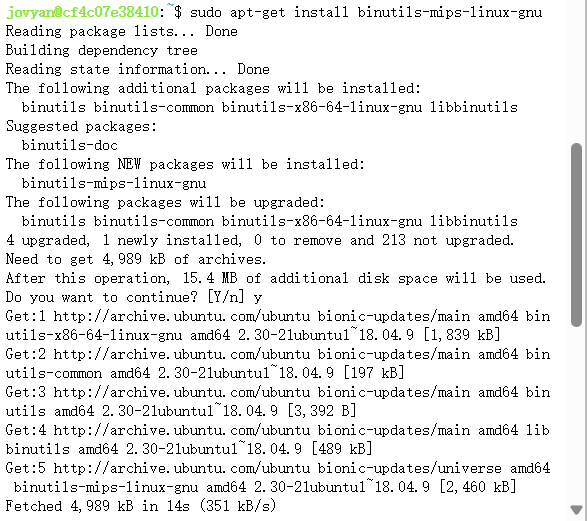 jovyan@cf4c07e38410:~$ sudo apt-get install binutils-mips-linux-gnu
Reading package lists... Done
Building dependency tree
Reading state information... Done
The following additional packages will be installed:
  binutils binutils-common binutils-x86-64-linux-gnu libbinutils
Suggested packages:
  binutils-doc
The following NEW packages will be installed:
  binutils-mips-linux-gnu
The following packages will be upgraded:
  binutils binutils-common binutils-x86-64-linux-gnu libbinutils
4 upgraded, 1 newly installed, 0 to remove and 213 not upgraded.
Need to get 4,989 kB of archives.
After this operation, 15.4 MB of additional disk space will be used.
Do you want to continue? [Y/n] y
Get:1 http://archive.ubuntu.com/ubuntu bionic-updates/main amd64 bin
utils-x86-64-linux-gnu amd64 2.30-21ubuntu1~18.04.9 [1,839 kB]
Get:2 http://archive.ubuntu.com/ubuntu bionic-updates/main amd64 bin
utils-common amd64 2.30-21ubuntu1~18.04.9 [197 kB]
Get:3 http://archive.ubuntu.com/ubuntu bionic-updates/main amd64 bin
utils amd64 2.30-21ubuntu1~18.04.9 [3,392 B]
Get:4 http://archive.ubuntu.com/ubuntu bionic-updates/main amd64 lib
binutils amd64 2.30-21ubuntu1~18.04.9 [489 kB]
Get:5 http://archive.ubuntu.com/ubuntu bionic-updates/universe amd64
 binutils-mips-linux-gnu amd64 2.30-21ubuntu1~18.04.9 [2,460 kB]
Fetched 4,989 kB in 14s (351 kB/s)